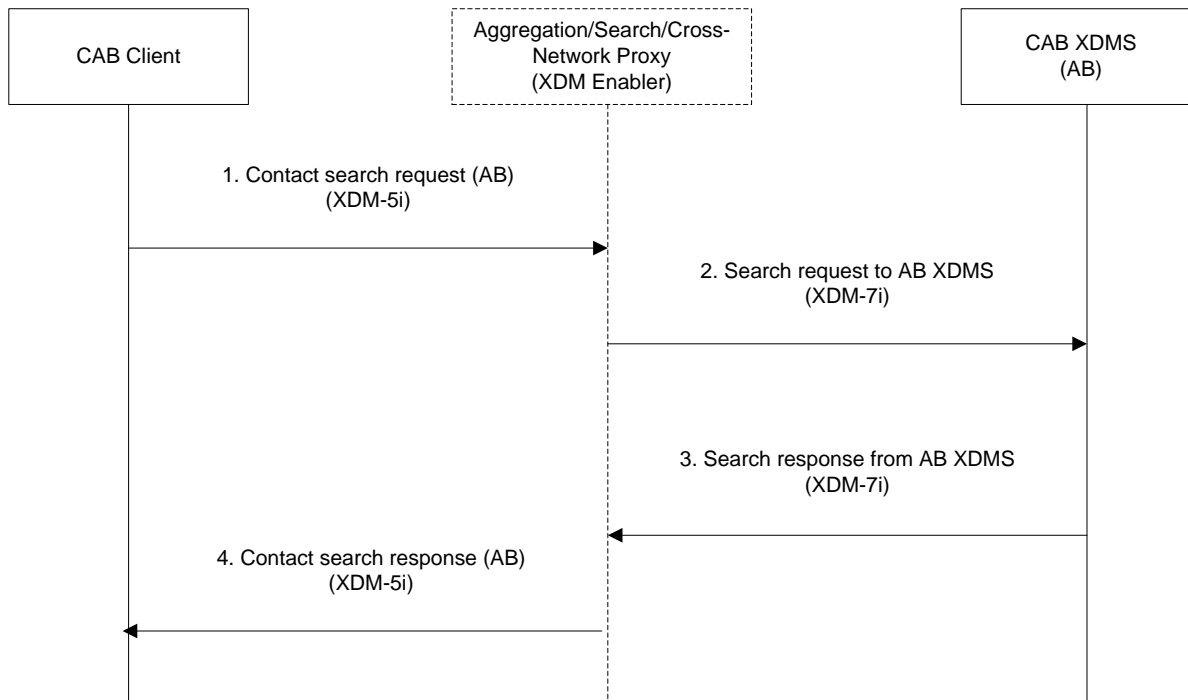 CAB Client
Aggregation/Search/Cross-
Network Proxy
(XDM Enabler)
CAB XDMS
(AB)
1. Contact search request (AB)
(XDM-5i)
2. Search request to AB XDMS
(XDM-7i)
3. Search response from AB XDMS
(XDM-7i)
4. Contact search response (AB)
(XDM-5i)